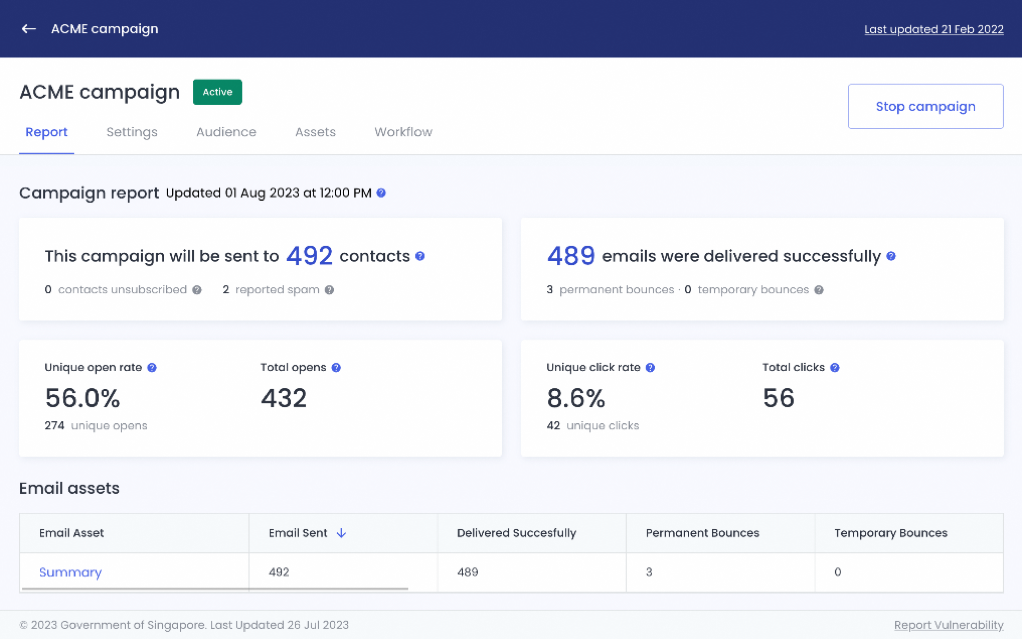 ← ACME campaign Last updated 21 Feb 2022
ACME campaign Active
Stop campaign
Report Settings Audience Assets Workflow
Campaign report Updated 01 Aug 2023 at 12:00 PM ?
This campaign will be sent to 492 contacts ?
0 contacts unsubscribed ? 2 reported spam ?
489 emails were delivered successfully ?
3 permanent bounces · 0 temporary bounces ?
Unique open rate ? Total opens ?
56.0% 432
274 unique opens
Unique click rate ? Total clicks ?
8.6% 56
42 unique clicks
Email assets
Email Asset Email Sent ↓ Delivered Succesfully Permanent Bounces Temporary Bounces
Summary 492 489 3 0
© 2023 Government of Singapore. Last Updated 26 Jul 2023 Report Vulnerability